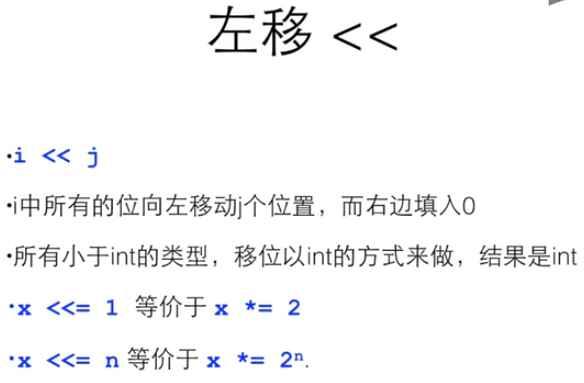 左移 <<
•i << j
•i中所有的位向左移动j个位置，而右边填入0
•所有小于int的类型，移位以int的方式来做，结果是int
•x <<= 1 等价于 x *= 2
•x <<= n 等价于 x *= 2ⁿ.